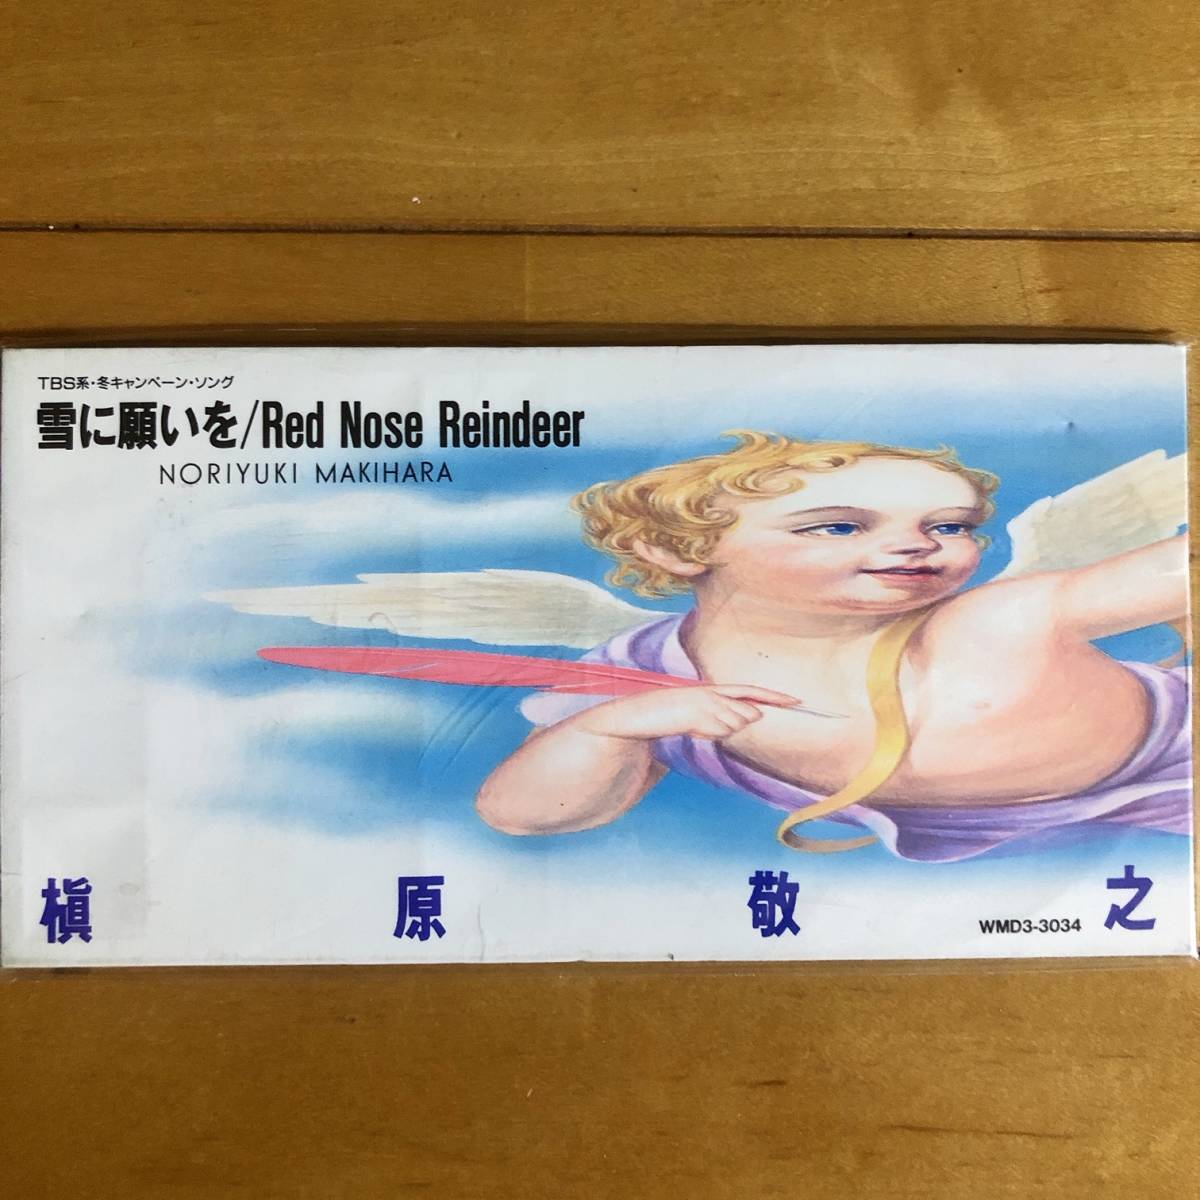 TBS系・冬キャンペーン・ソング
雪に願いを/Red Nose Reindeer
NORIYUKI MAKIHARA
槇原敬之
WMD3-3034